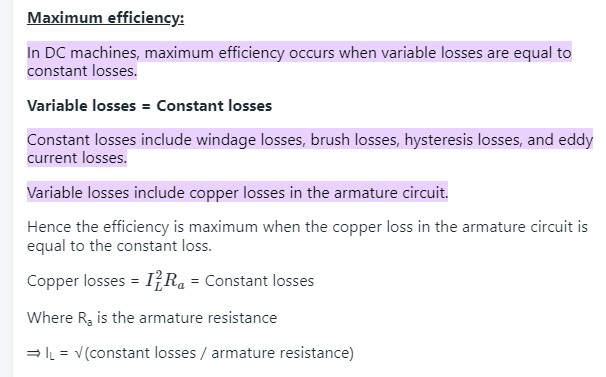 Maximum efficiency:
In DC machines, maximum efficiency occurs when variable losses are equal to
constant losses.
Variable losses = Constant losses
Constant losses include windage losses, brush losses, hysteresis losses, and eddy
current losses.
Variable losses include copper losses in the armature circuit.
Hence the efficiency is maximum when the copper loss in the armature circuit is
equal to the constant loss.
Copper losses = I_L^2 R_a = Constant losses
Where Rₐ is the armature resistance
⇒ I_L = √(constant losses / armature resistance)